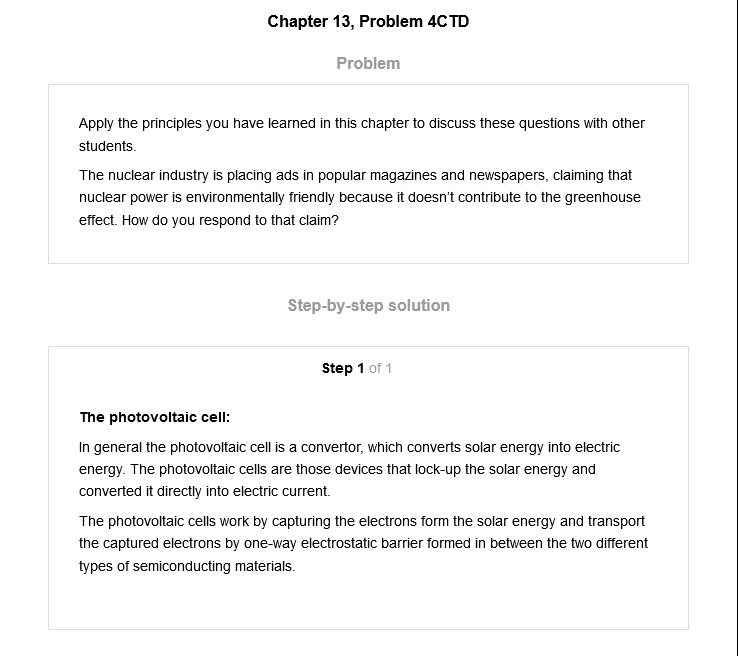 Chapter 13, Problem 4CTD
Problem
Apply the principles you have learned in this chapter to discuss these questions with other
students.
The nuclear industry is placing ads in popular magazines and newspapers, claiming that
nuclear power is environmentally friendly because it doesn't contribute to the greenhouse
effect. How do you respond to that claim?
Step-by-step solution
Step 1 of 1
The photovoltaic cell:
In general the photovoltaic cell is a convertor, which converts solar energy into electric
energy. The photovoltaic cells are those devices that lock-up the solar energy and
converted it directly into electric current.
The photovoltaic cells work by capturing the electrons form the solar energy and transport
the captured electrons by one-way electrostatic barrier formed in between the two different
types of semiconducting materials.